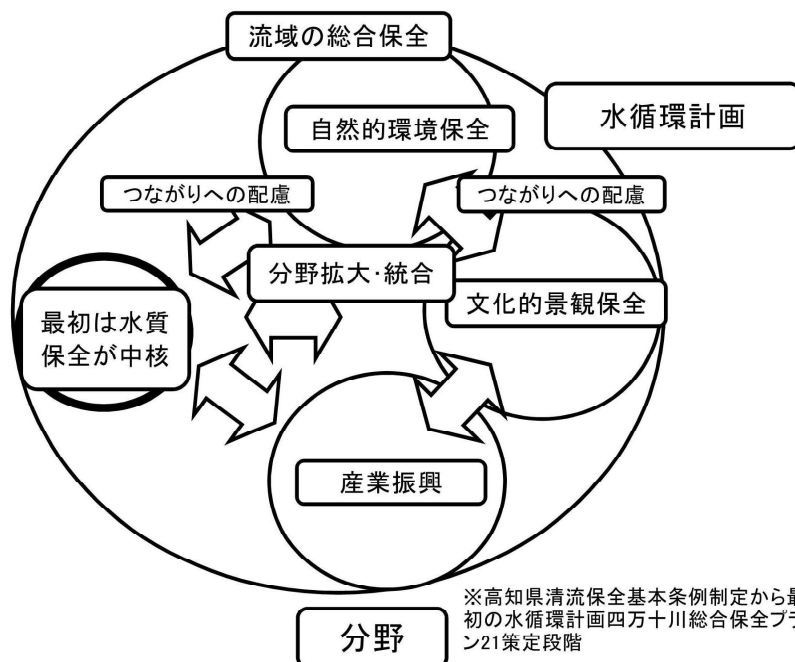 流域の総合保全
水循環計画
自然的環境保全
つながりへの配慮
つながりへの配慮
分野拡大・統合
最初は水質
保全が中核
文化的景観保全
産業振興
分野
※高知県清流保全基本条例制定から最
初の水循環計画四万十川総合保全プラ
ン21策定段階